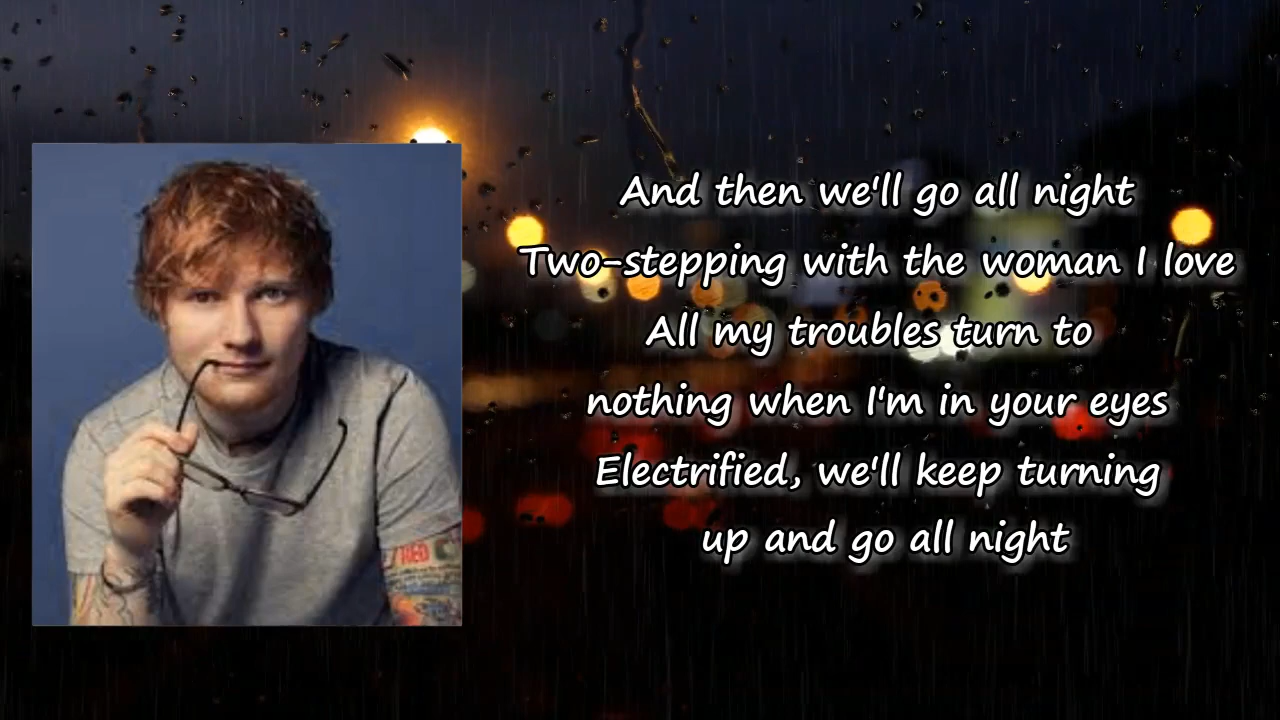 And then we'll go all night
Two-stepping with the woman I love
All my troubles turn to
nothing when I'm in your eyes
Electrified, we'll keep turning
up and go all night
RED